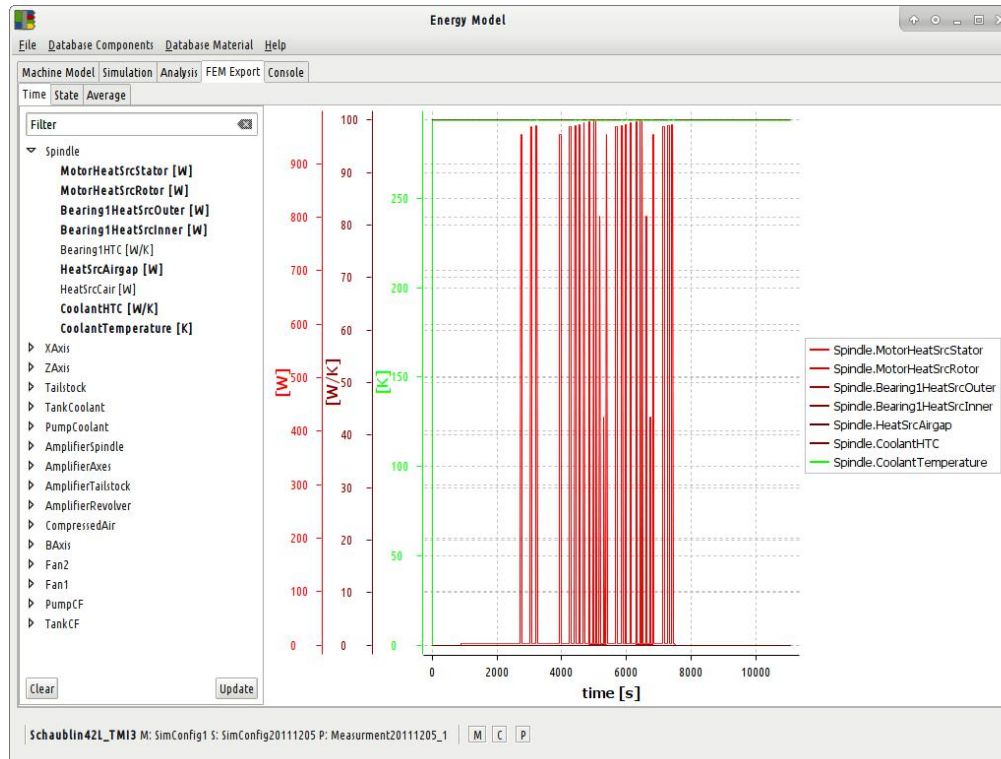 Energy Model
File Database Components Database Material Help
Machine Model Simulation Analysis FEM Export Console
Time State Average
Filter
Spindle
MotorHeatSrcStator [W]
MotorHeatSrcRotor [W]
Bearing1HeatSrcOuter [W]
Bearing1HeatSrcInner [W]
Bearing1HTC [W/K]
HeatSrcAirgap [W]
HeatSrcCair [W]
CoolantHTC [W/K]
CoolantTemperature [K]
XAxis
ZAxis
Tailstock
TankCoolant
PumpCoolant
AmplifierSpindle
AmplifierAxes
AmplifierTailstock
AmplifierRevolver
CompressedAir
BAxis
Fan2
Fan1
PumpCF
TankCF
Clear Update
[W]
900
800
700
600
500
400
300
200
100
0
[W/K]
100
90
80
70
60
50
40
30
20
10
0
[K]
250
200
150
100
50
0
0 2000 4000 6000 8000 10000
time [s]
Spindle.MotorHeatSrcStator
Spindle.MotorHeatSrcRotor
Spindle.Bearing1HeatSrcOuter
Spindle.Bearing1HeatSrcInner
Spindle.HeatSrcAirgap
Spindle.CoolantHTC
Spindle.CoolantTemperature
Schaublin42L_TMI3 M: SimConfig1 S: SimConfig20111205 P: Measurment20111205_1 M C P